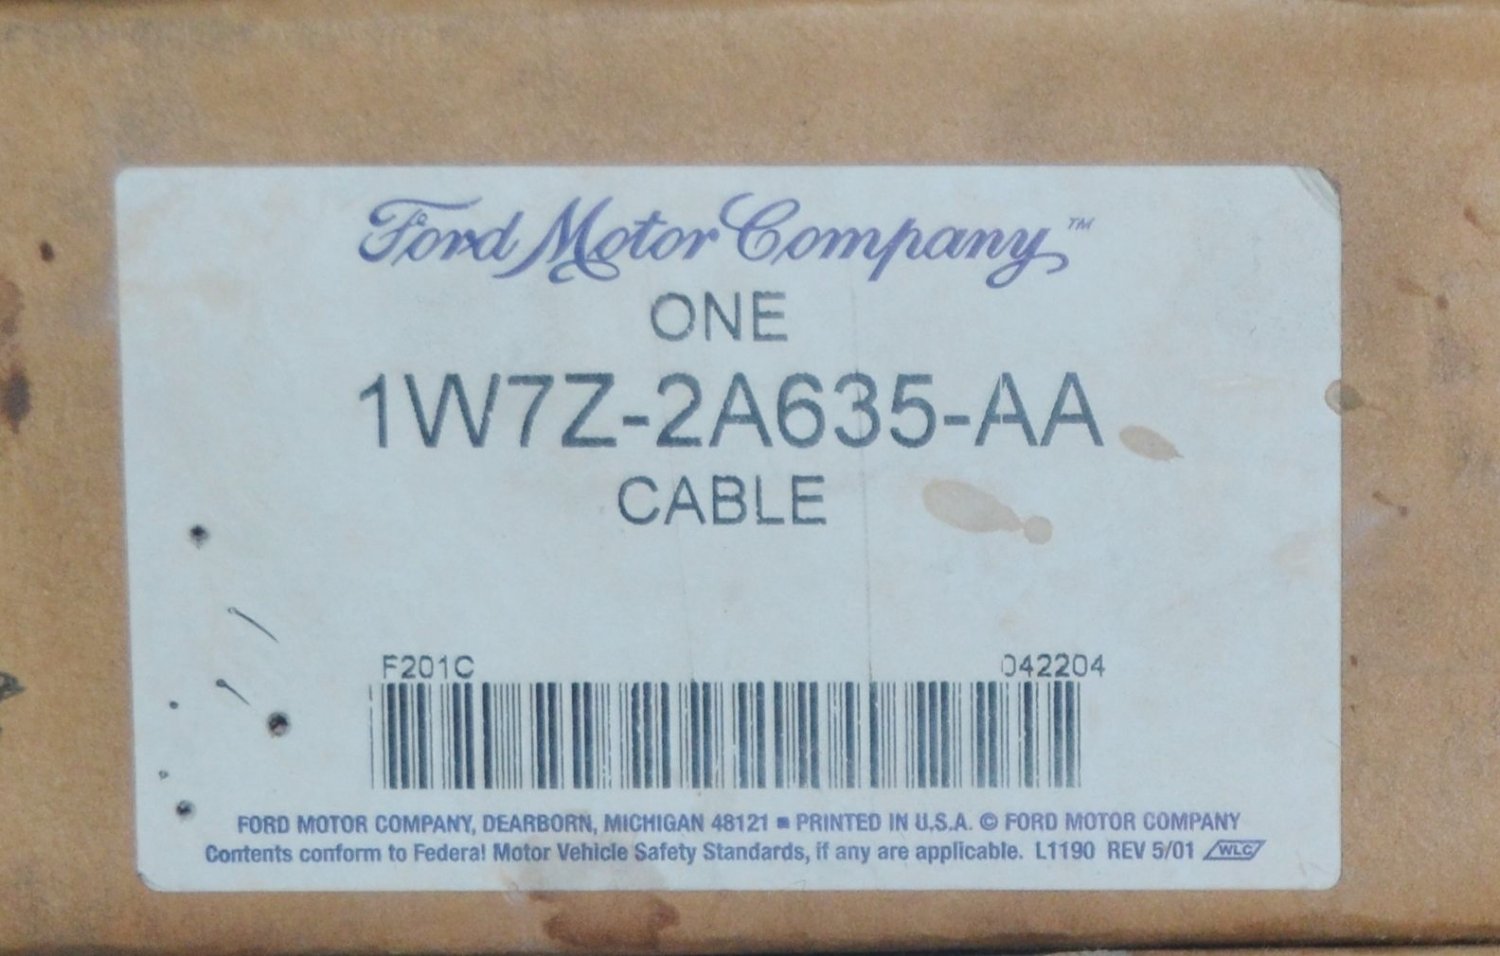 Ford Motor Company™
ONE
1W7Z-2A635-AA
CABLE
F201C 042204
FORD MOTOR COMPANY, DEARBORN, MICHIGAN 48121 ■ PRINTED IN U.S.A. © FORD MOTOR COMPANY
Contents conform to Federal Motor Vehicle Safety Standards, if any are applicable. L1190 REV 5/01 WLC